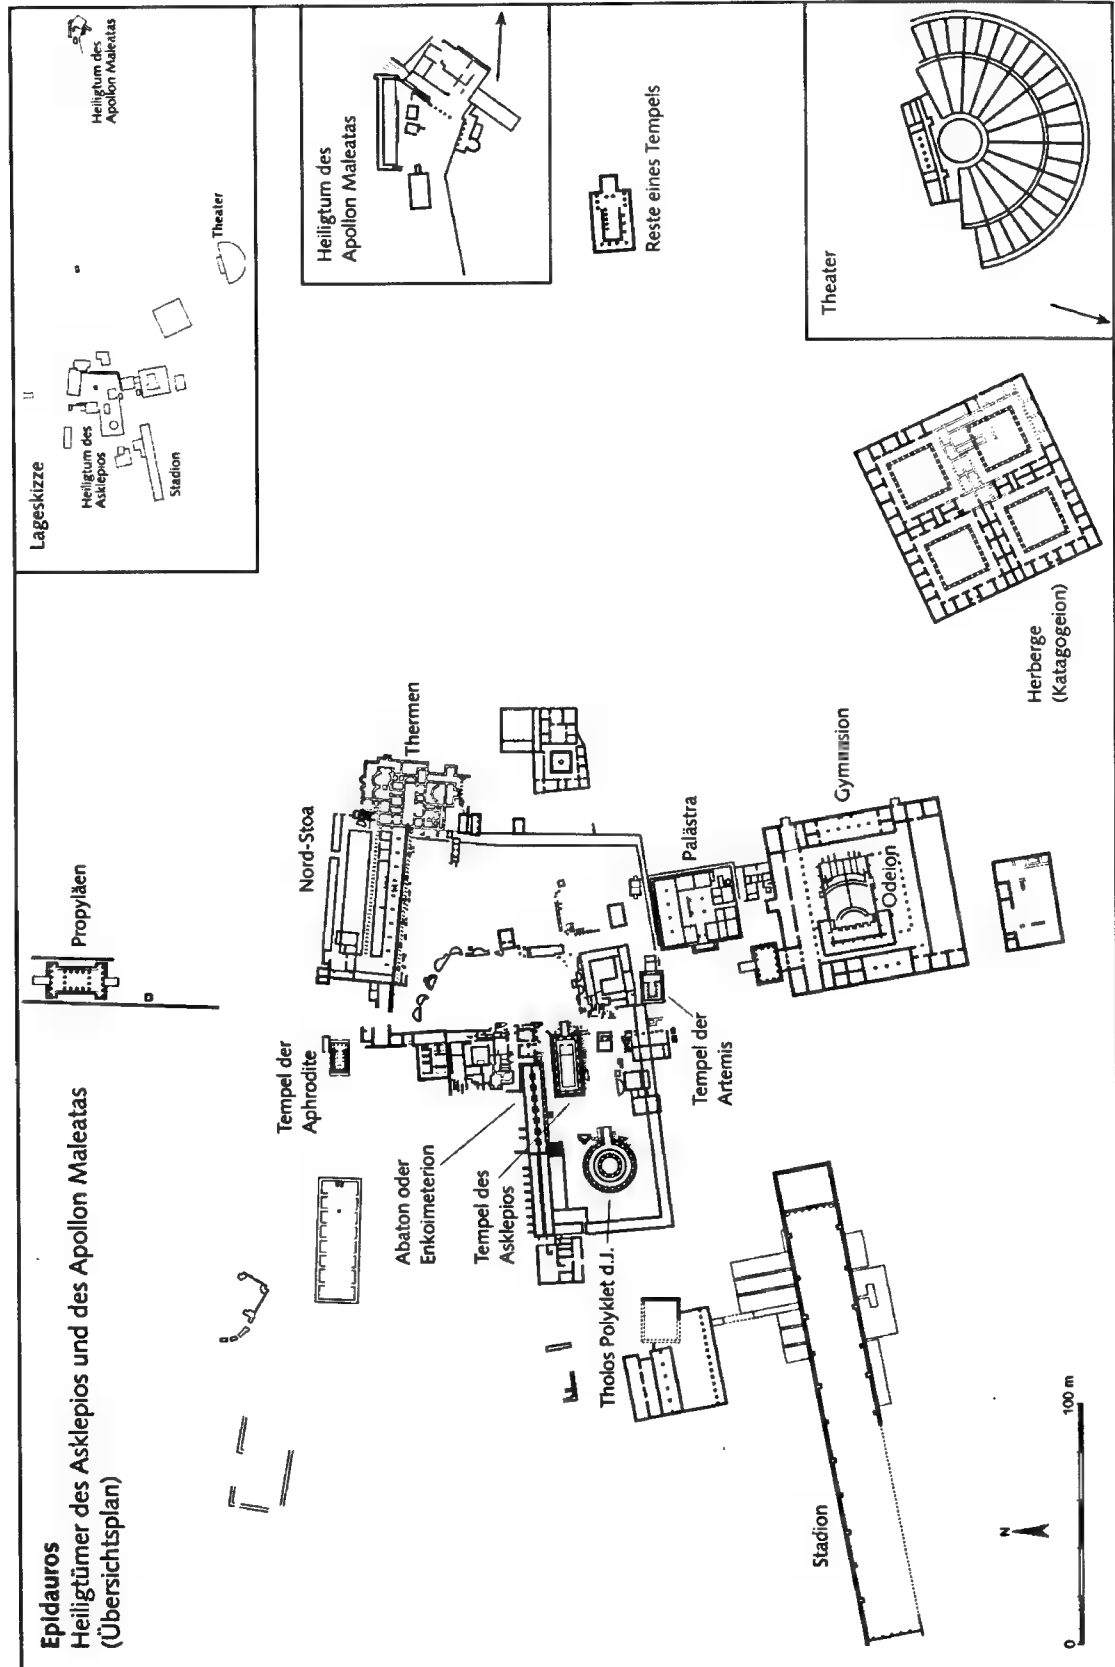 Epidauros
Heiligtümer des Asklepios und des Apollon Maleatas
(Übersichtsplan)
Propyläen
Lageskizze
Heiligtum des
Asklepios
Stadion
Theater
Heiligtum des
Apollon Maleatas
Heiligtum des
Apollon Maleatas
Reste eines Tempels
Theater
Tempel der
Aphrodite
Nord-Stoa
Thermen
Abaton oder
Enkoimeterion
Tempel des
Asklepios
Tholos Polyklet d.J.
Tempel der
Artemis
Palästra
Gymnasion
Odeion
Herberge
(Katagogeion)
Stadion
N
0
100 m